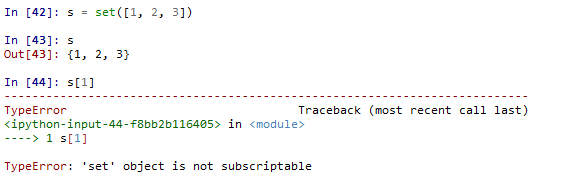 In [42]: s = set([1, 2, 3])
In [43]: s
Out[43]: {1, 2, 3}
In [44]: s[1]
---------------------------------------------------------------------------
TypeError                                 Traceback (most recent call last)
<ipython-input-44-f8bb2b116405> in <module>
----> 1 s[1]
TypeError: 'set' object is not subscriptable